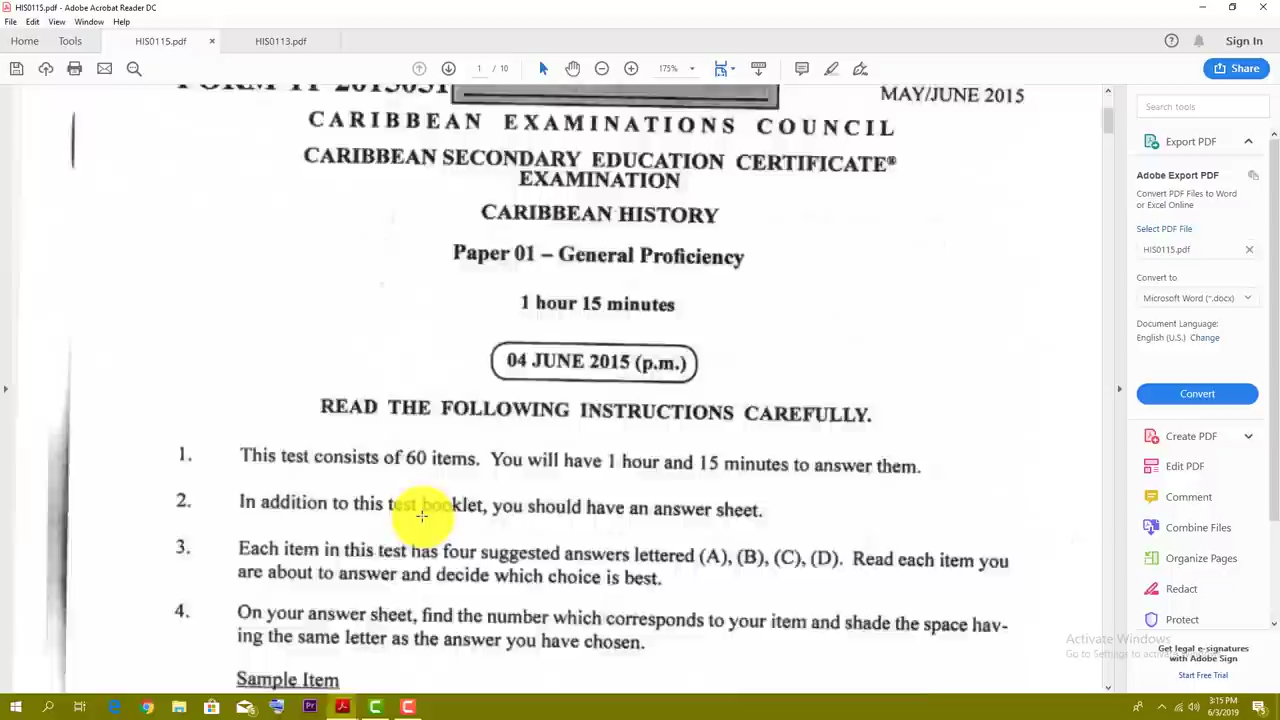 HIS0115.pdf - Adobe Acrobat Reader DC
File Edit View Window Help
Home Tools HIS0115.pdf × HIS0113.pdf Sign In
1 / 10 175% Share
MAY/JUNE 2015
CARIBBEAN EXAMINATIONS COUNCIL
CARIBBEAN SECONDARY EDUCATION CERTIFICATE®
EXAMINATION
CARIBBEAN HISTORY
Paper 01 – General Proficiency
1 hour 15 minutes
04 JUNE 2015 (p.m.)
READ THE FOLLOWING INSTRUCTIONS CAREFULLY.
1. This test consists of 60 items. You will have 1 hour and 15 minutes to answer them.
2. In addition to this test booklet, you should have an answer sheet.
3. Each item in this test has four suggested answers lettered (A), (B), (C), (D). Read each item you
are about to answer and decide which choice is best.
4. On your answer sheet, find the number which corresponds to your item and shade the space hav-
ing the same letter as the answer you have chosen.
Sample Item
Search tools
Export PDF
Adobe Export PDF
Convert PDF Files to Word
or Excel Online
Select PDF File
HIS0115.pdf ×
Convert to
Microsoft Word (*.docx)
Document Language:
English (U.S.) Change
Convert
Create PDF
Edit PDF
Comment
Combine Files
Organize Pages
Redact
Protect
Activate Windows
Go to Settings to activate
Get legal e-signatures
with Adobe Sign
Start Free Trial
3:15 PM
6/3/2019